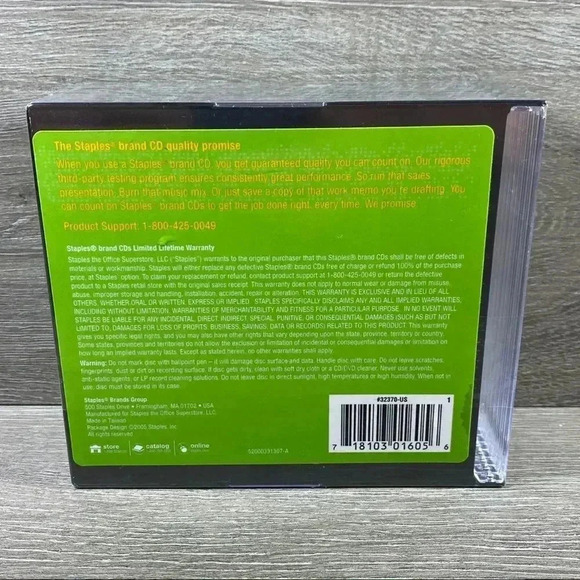 The Staples® brand CD quality promise
When you use a Staples® brand CD, you get guaranteed quality you can count on. Our rigorous
third-party testing program ensures consistently great performance. So run that sales
presentation. Burn that music mix. Or just save a copy of that work memo you're drafting. You
can count on Staples® brand CDs to get the job done right, every time. We promise.
Product Support: 1-800-425-0049
Staples® brand CDs Limited Lifetime Warranty
Staples the Office Superstore, LLC ("Staples") warrants to the original purchaser that this Staples® CDs shall be free of defects in
materials or workmanship. Staples will either replace any defective Staples® brand CDs free of charge or refund 100% of the purchase
price, at Staples' option. To claim your replacement or refund, contact product support at 1-800-425-0049 or return the defective
product to a Staples retail store with the original sales receipt. This warranty does not apply to normal wear or damage from misuse,
abuse, improper storage and handling, installation, accident, repair or alteration. THIS WARRANTY IS EXCLUSIVE AND IN LIEU OF ALL
OTHERS, WHETHER ORAL OR WRITTEN, EXPRESS OR IMPLIED. STAPLES SPECIFICALLY DISCLAIMS ANY AND ALL IMPLIED WARRANTIES,
INCLUDING WITHOUT LIMITATION, WARRANTIES OF MERCHANTABILITY AND FITNESS FOR A PARTICULAR PURPOSE. IN NO EVENT WILL
STAPLES BE LIABLE FOR ANY INCIDENTAL, DIRECT, INDIRECT, SPECIAL, PUNITIVE, OR CONSEQUENTIAL DAMAGES (SUCH AS BUT NOT
LIMITED TO, DAMAGES FOR LOSS OF PROFITS, BUSINESS, SAVINGS, DATA OR RECORDS) RELATED TO THIS PRODUCT. This warranty
gives you specific legal rights, and you may also have other rights that vary depending upon state, province, country or territory.
Some states, provinces and territories do not allow the exclusion or limitation of incidental or consequential damages or limitation on
how long an implied warranty lasts. Except as stated hereon, no other warranties shall apply.
Warning: Do not mark disc with ballpoint pen – it will damage disc surface and data. Handle disc with care. Do not leave scratches,
fingerprints, dust or dirt on recording surface. If disc gets dirty, clean with soft dry cloth or a CD/DVD cleaner. Never use solvents,
anti-static agents, or LP record cleaning solutions. Do not leave disc in direct sunlight, high temperatures or high humidity. When not in
use, disc must be stored in its case.
Staples® Brands Group
500 Staples Drive • Framingham, MA 01702 • USA
Manufactured for Staples the Office Superstore, LLC.
Made in Taiwan
Package Design ©2005 Staples, Inc.
store catalog online
52000331307-A
#32370-US 1
7 18103 01605 6